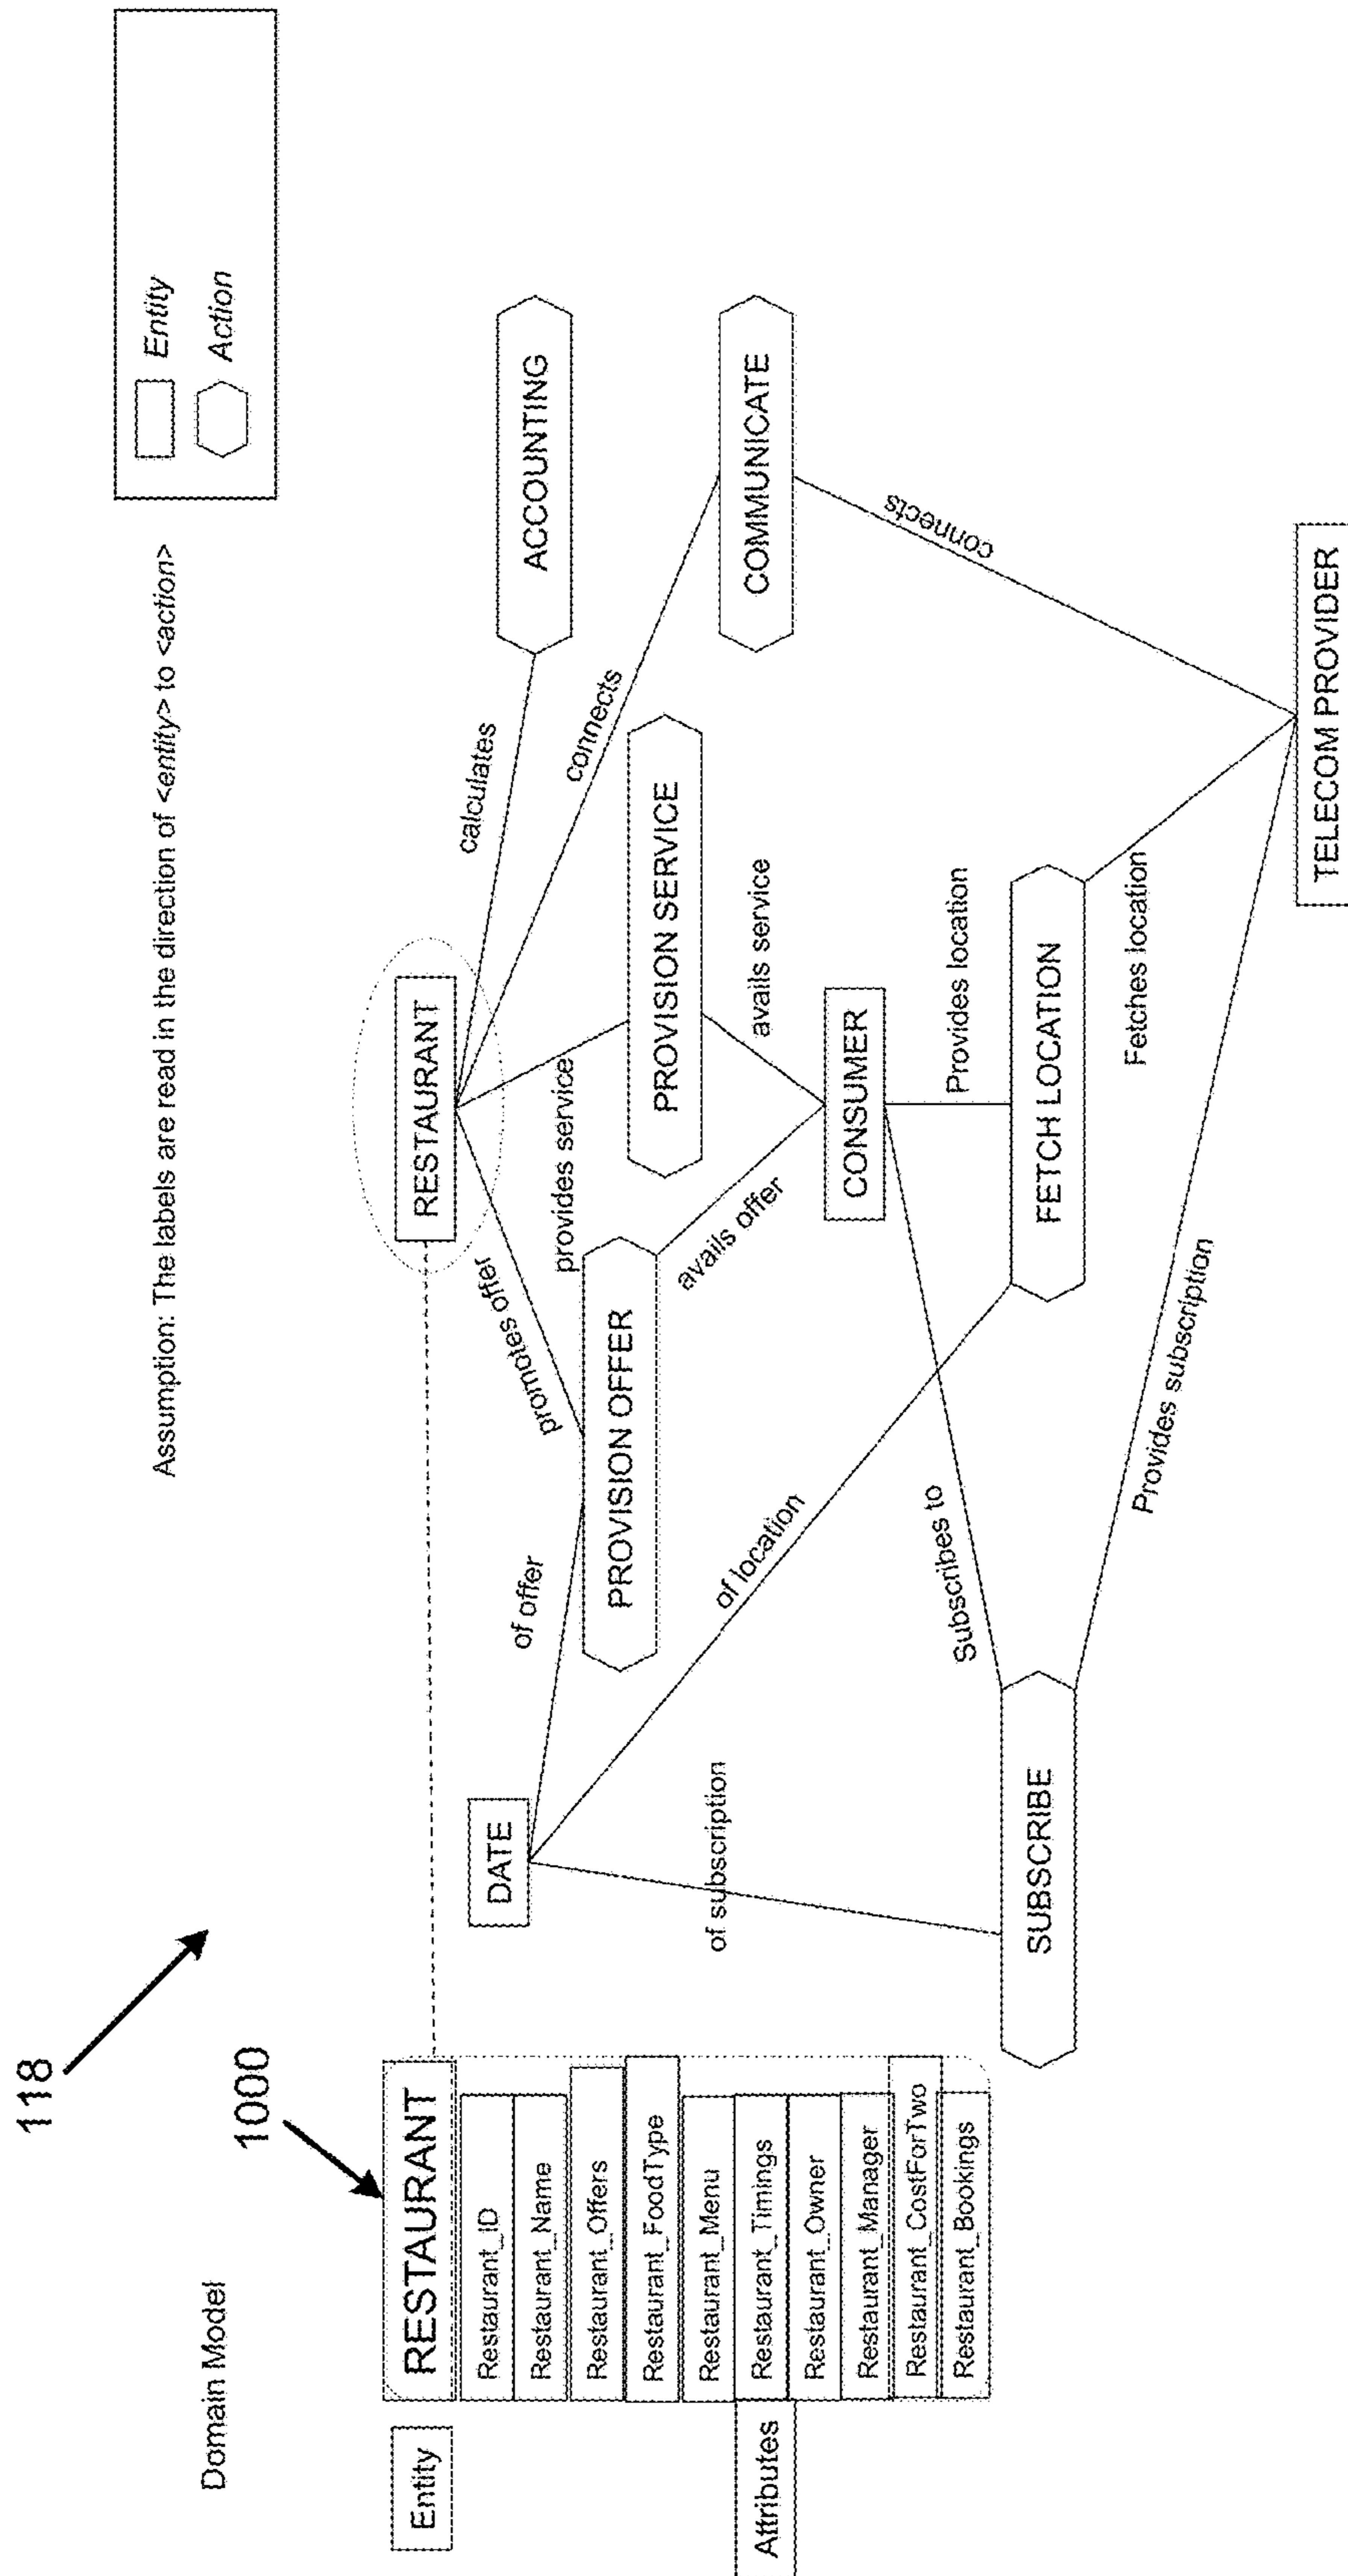 118
Domain Model
1000
Assumption: The labels are read in the direction of <entity> to <action>
Entity
Action
Entity
RESTAURANT
Restaurant_ID
Restaurant_Name
Restaurant_Offers
Restaurant_FoodType
Restaurant_Menu
Restaurant_Timings
Restaurant_Owner
Restaurant_Manager
Restaurant_CostForTwo
Restaurant_Bookings
Attributes
RESTAURANT
DATE
of offer
promotes offer
provides service
calculates
connects
ACCOUNTING
PROVISION OFFER
PROVISION SERVICE
COMMUNICATE
of subscription
of location
avails offer
avails service
connects
CONSUMER
Subscribes to
Provides location
SUBSCRIBE
FETCH LOCATION
Provides subscription
Fetches location
TELECOM PROVIDER